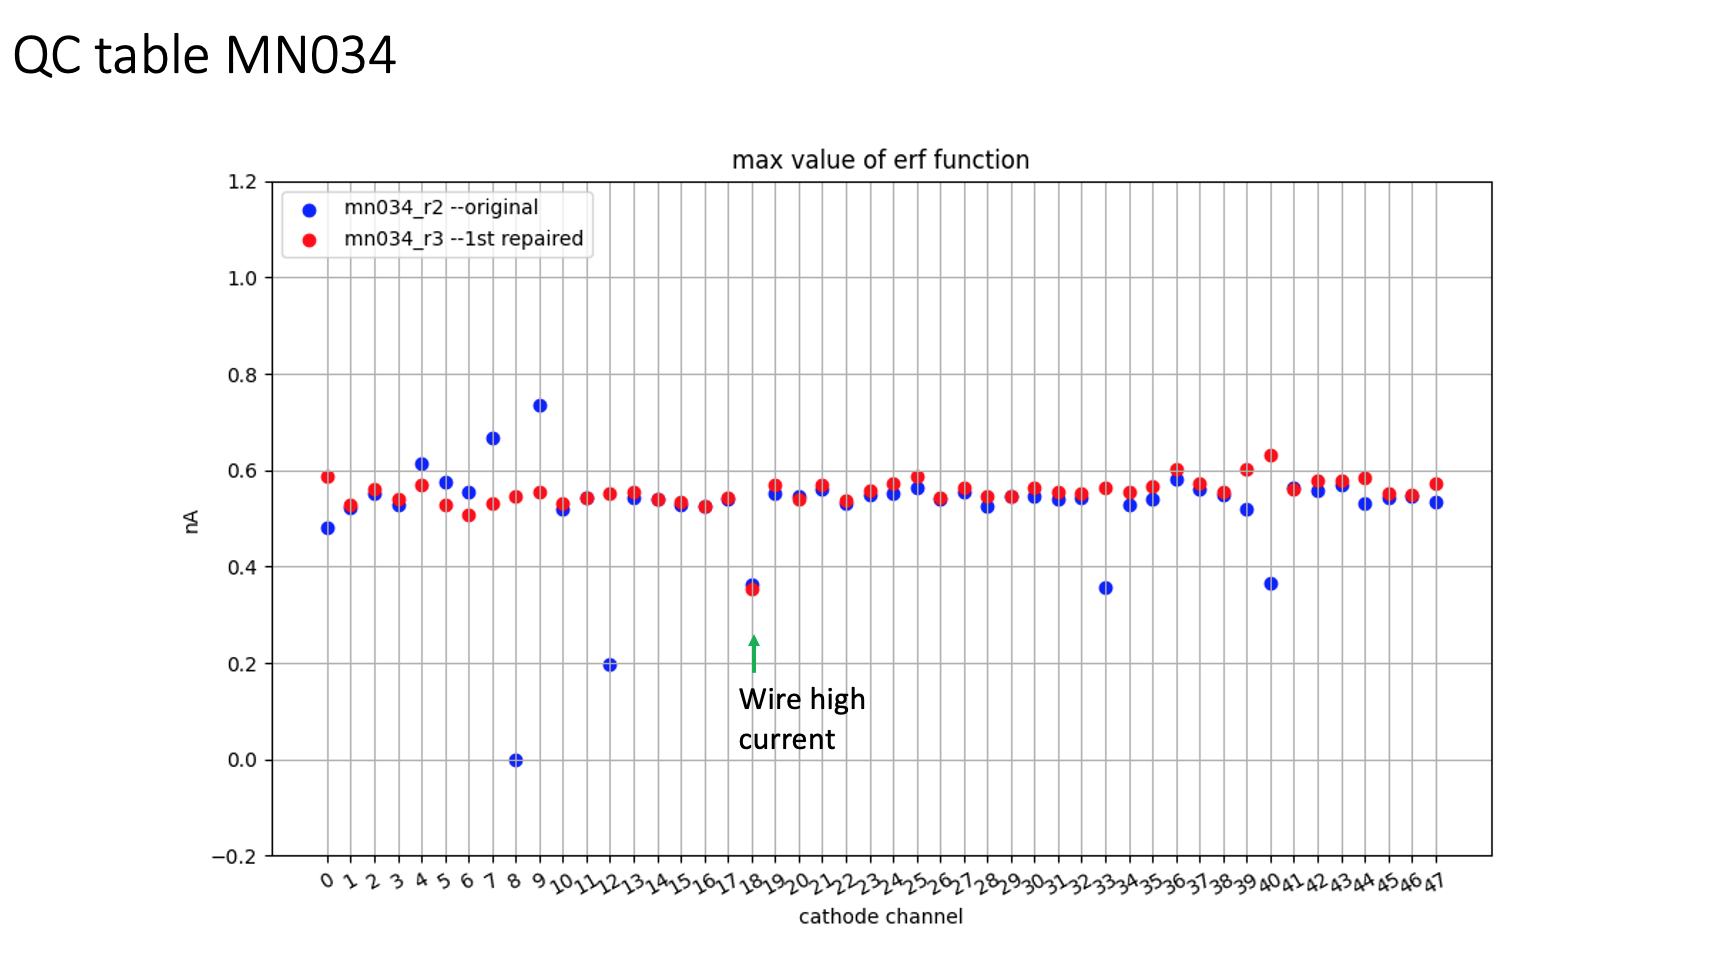 QC table MN034
max value of erf function
1.2
mn034_r2 --original
mn034_r3 --1st repaired
1.0
0.8
0.6
nA
0.4
0.2
Wire high
current
0.0
−0.2
0 1 2 3 4 5 6 7 8 9 10 11 12 13 14 15 16 17 18 19 20 21 22 23 24 25 26 27 28 29 30 31 32 33 34 35 36 37 38 39 40 41 42 43 44 45 46 47
cathode channel